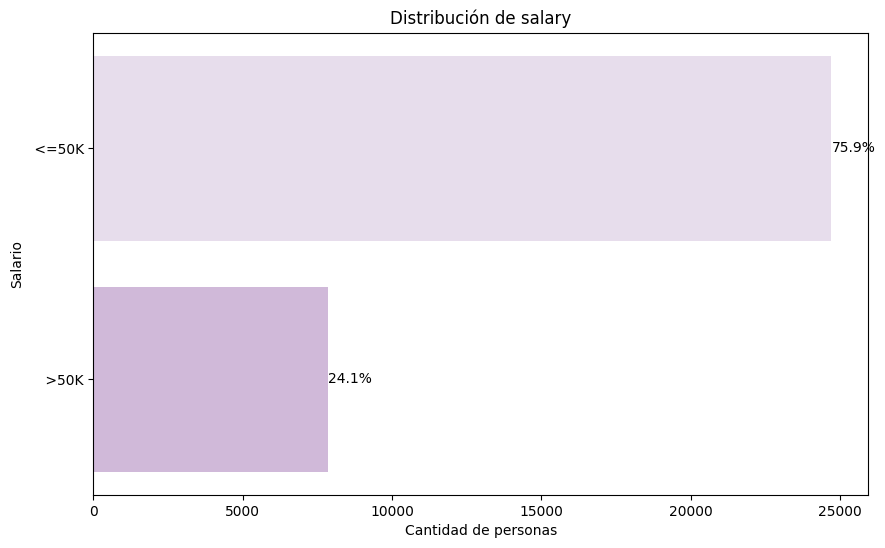 Distribución de salary
<=50K
75.9%
Salario
>50K
24.1%
0 5000 10000 15000 20000 25000
Cantidad de personas